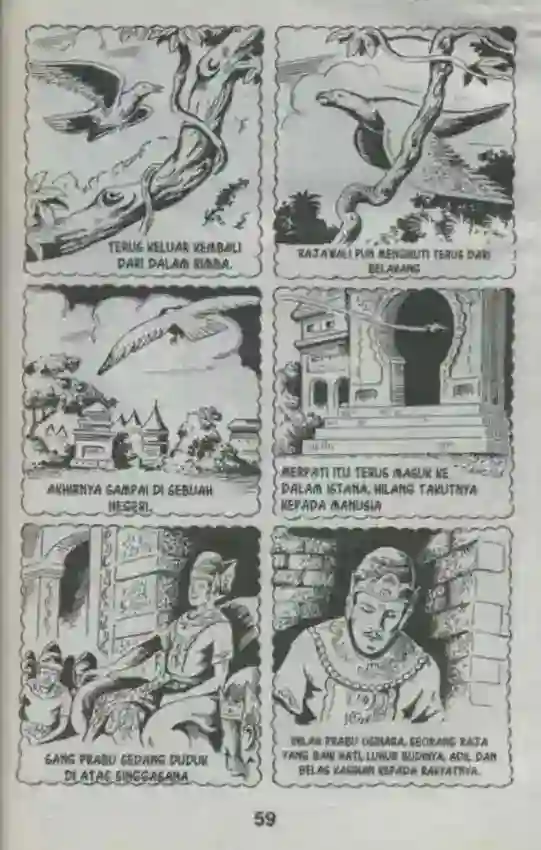 TERUS KELUAR KEMBALI
DARI DALAM RIMBA.
RAJAWALI PUN MENGIKUTI TERUS DARI
BELAKANG
AKHIRNYA SAMPAI DI SEBUAH
NEGERI.
MERPATI ITU TERUS MASUK KE
DALAM ISTANA, HILANG TAKUTNYA
KEPADA MANUSIA
SANG PRABU SEDANG DUDUK
DI ATAS SINGGASANA
INILAH PRABU USINARA, SEORANG RAJA
YANG BAIK HATI, LUHUR BUDINYA, ADIL DAN
BELAS KASIHAN KEPADA RAKYATNYA.
59